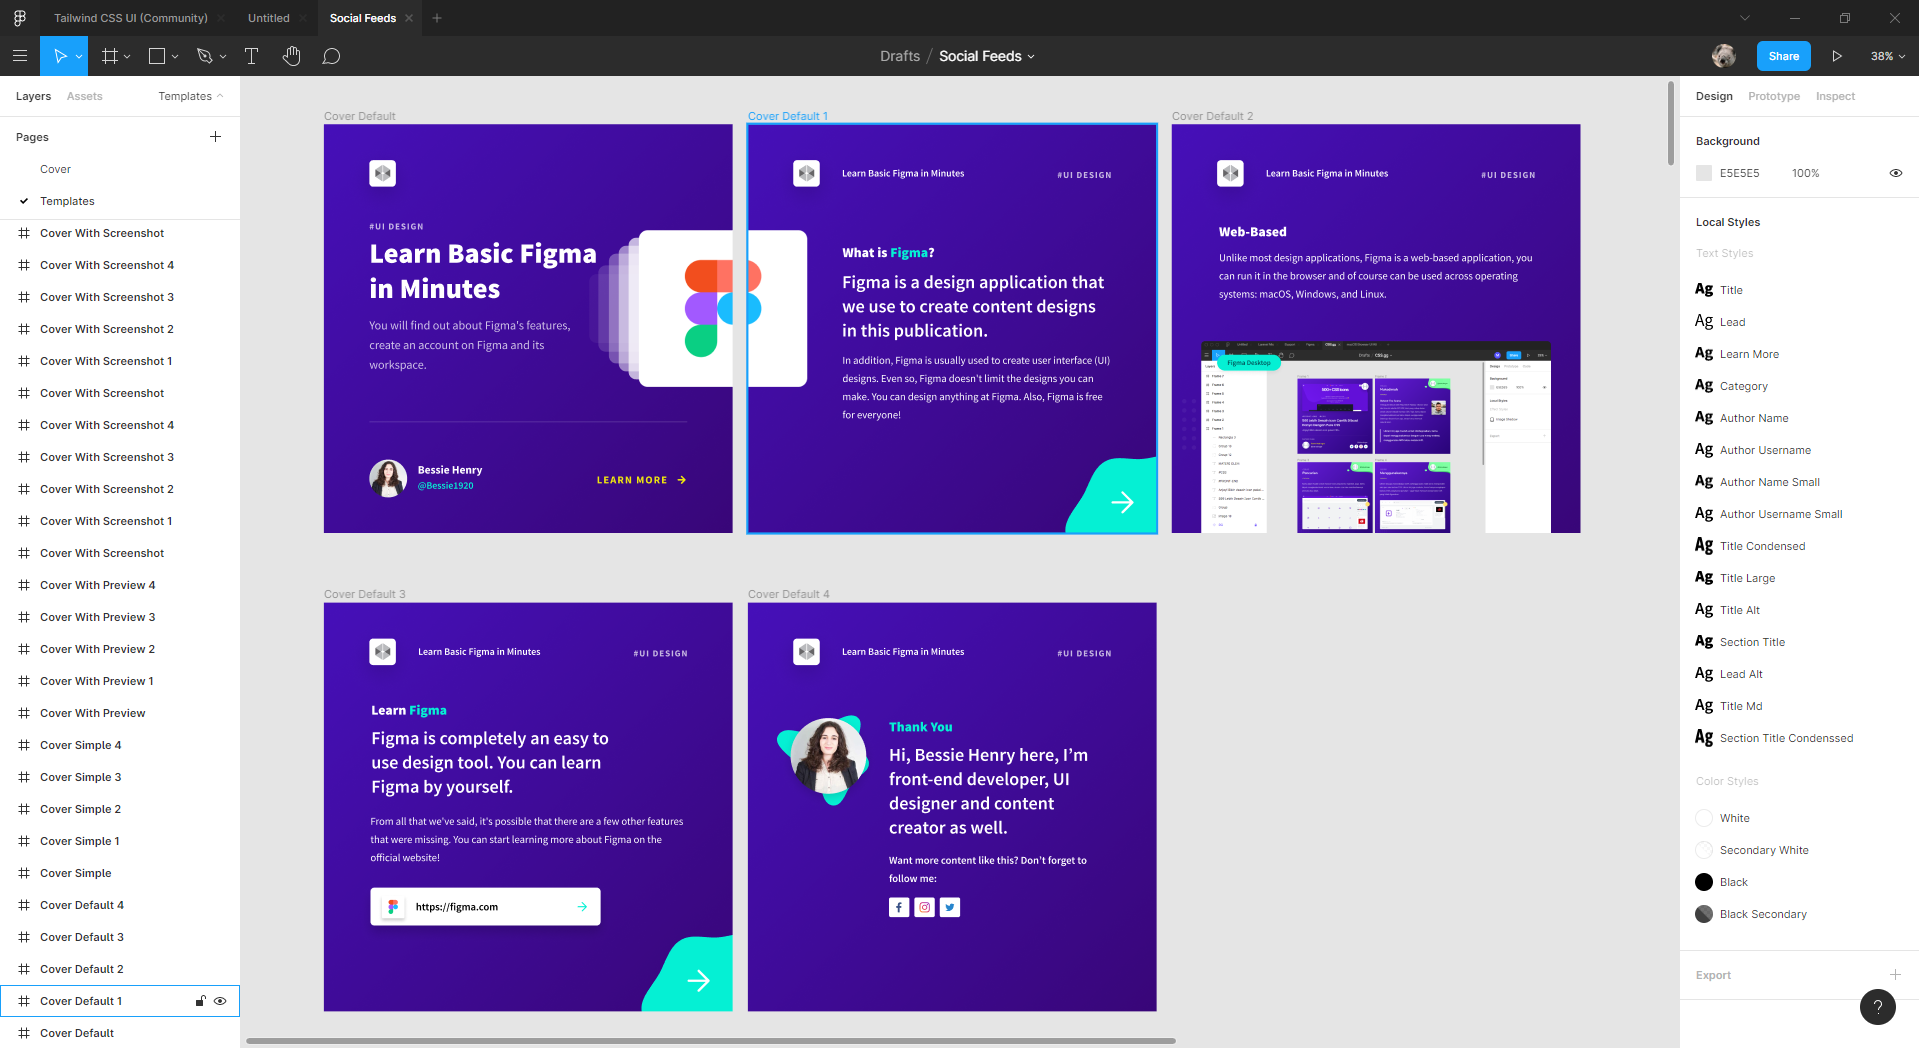 Tailwind CSS UI (Community)
Untitled
Social Feeds
Drafts / Social Feeds
Share
38%
Layers
Assets
Templates
Pages
Cover
Templates
Cover With Screenshot
Cover With Screenshot 4
Cover With Screenshot 3
Cover With Screenshot 2
Cover With Screenshot 1
Cover With Screenshot
Cover With Screenshot 4
Cover With Screenshot 3
Cover With Screenshot 2
Cover With Screenshot 1
Cover With Screenshot
Cover With Preview 4
Cover With Preview 3
Cover With Preview 2
Cover With Preview 1
Cover With Preview
Cover Simple 4
Cover Simple 3
Cover Simple 2
Cover Simple 1
Cover Simple
Cover Default 4
Cover Default 3
Cover Default 2
Cover Default 1
Cover Default
Cover Default
#UI DESIGN
Learn Basic Figma
in Minutes
You will find out about Figma's features,
create an account on Figma and its
workspace.
Bessie Henry
@Bessie1920
LEARN MORE
Cover Default 1
Learn Basic Figma in Minutes
#UI DESIGN
What is Figma?
Figma is a design application that
we use to create content designs
in this publication.
In addition, Figma is usually used to create user interface (UI)
designs. Even so, Figma doesn't limit the designs you can
make. You can design anything at Figma. Also, Figma is free
for everyone!
Cover Default 2
Learn Basic Figma in Minutes
#UI DESIGN
Web-Based
Unlike most design applications, Figma is a web-based application, you
can run it in the browser and of course can be used across operating
systems: macOS, Windows, and Linux.
Figma Desktop
Cover Default 3
Learn Basic Figma in Minutes
#UI DESIGN
Learn Figma
Figma is completely an easy to
use design tool. You can learn
Figma by yourself.
From all that we've said, it's possible that there are a few other features
that were missing. You can start learning more about Figma on the
official website!
https://figma.com
Cover Default 4
Learn Basic Figma in Minutes
#UI DESIGN
Thank You
Hi, Bessie Henry here, I’m
front-end developer, UI
designer and content
creator as well.
Want more content like this? Don’t forget to
follow me:
Design
Prototype
Inspect
Background
E5E5E5
100%
Local Styles
Text Styles
Ag Title
Ag Lead
Ag Learn More
Ag Category
Ag Author Name
Ag Author Username
Ag Author Name Small
Ag Author Username Small
Ag Title Condensed
Ag Title Large
Ag Title Alt
Ag Section Title
Ag Lead Alt
Ag Title Md
Ag Section Title Condenssed
Color Styles
White
Secondary White
Black
Black Secondary
Export
?